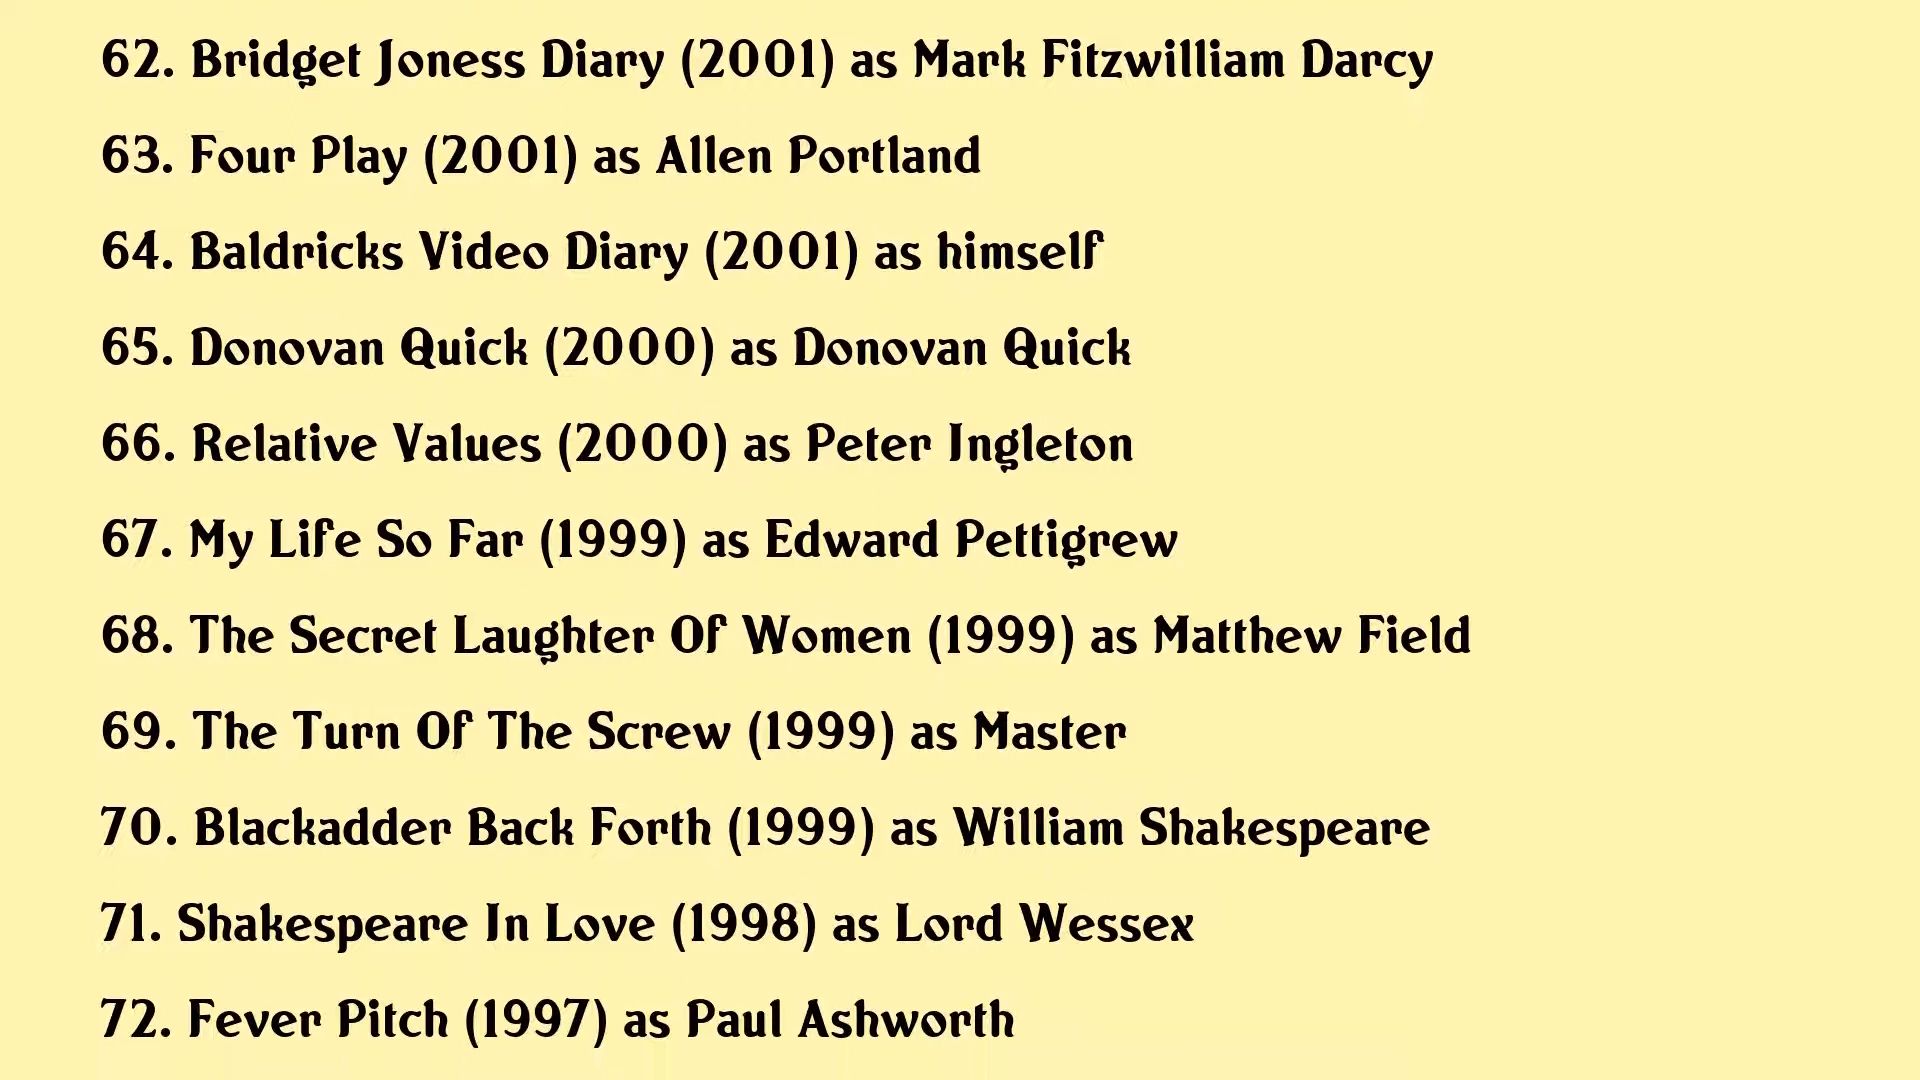 62. Bridget Joness Diary (2001) as Mark Fitzwilliam Darcy
63. Four Play (2001) as Allen Portland
64. Baldricks Video Diary (2001) as himself
65. Donovan Quick (2000) as Donovan Quick
66. Relative Values (2000) as Peter Ingleton
67. My Life So Far (1999) as Edward Pettigrew
68. The Secret Laughter Of Women (1999) as Matthew Field
69. The Turn Of The Screw (1999) as Master
70. Blackadder Back Forth (1999) as William Shakespeare
71. Shakespeare In Love (1998) as Lord Wessex
72. Fever Pitch (1997) as Paul Ashworth